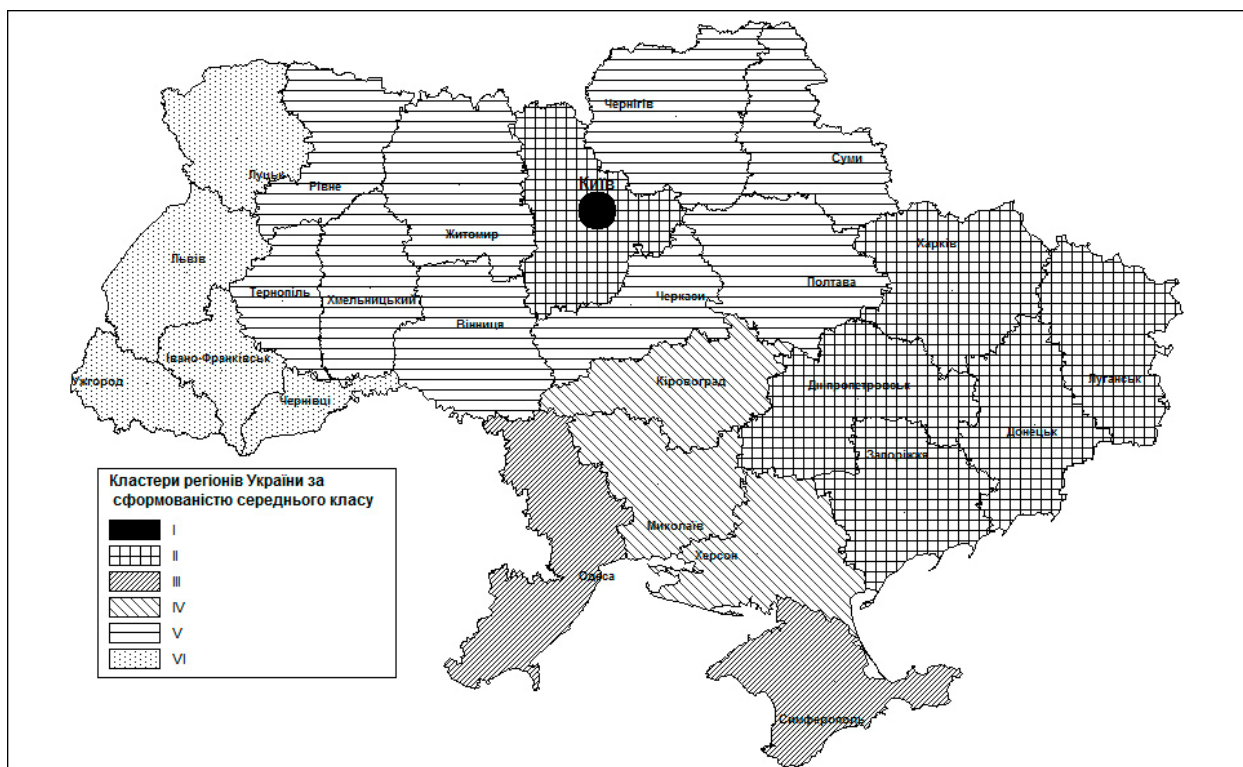 Чернігів
Суми
Луцьк
Рівне
Київ
Житомир
Харків
Львів
Тернопіль
Хмельницький
Вінниця
Черкаси
Полтава
Івано-Франківськ
Ужгород
Чернівці
Кіровоград
Дніпропетровськ
Луганськ
Донецьк
Запоріжжя
Миколаїв
Херсон
Одеса
Симферополь
Кластери регіонів України за
сформованістю середнього класу
I
II
III
IV
V
VI